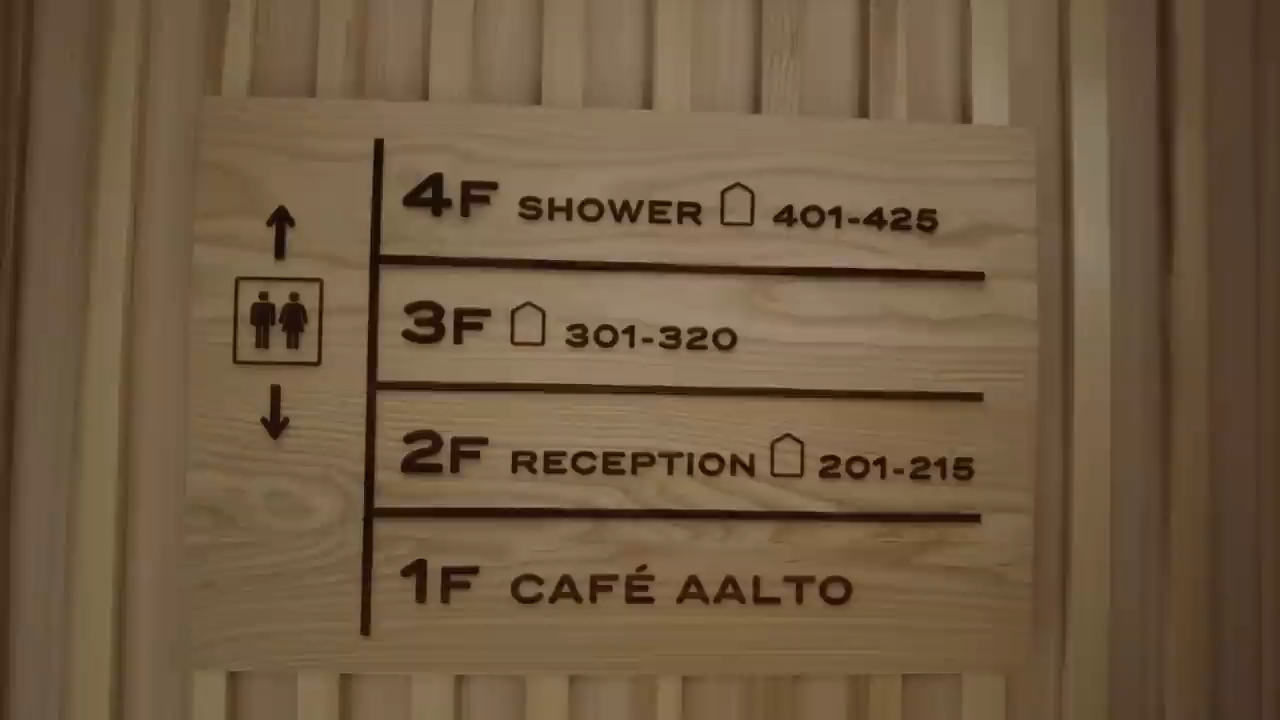 4F SHOWER 401-425
3F 301-320
2F RECEPTION 201-215
1F CAFÉ AALTO